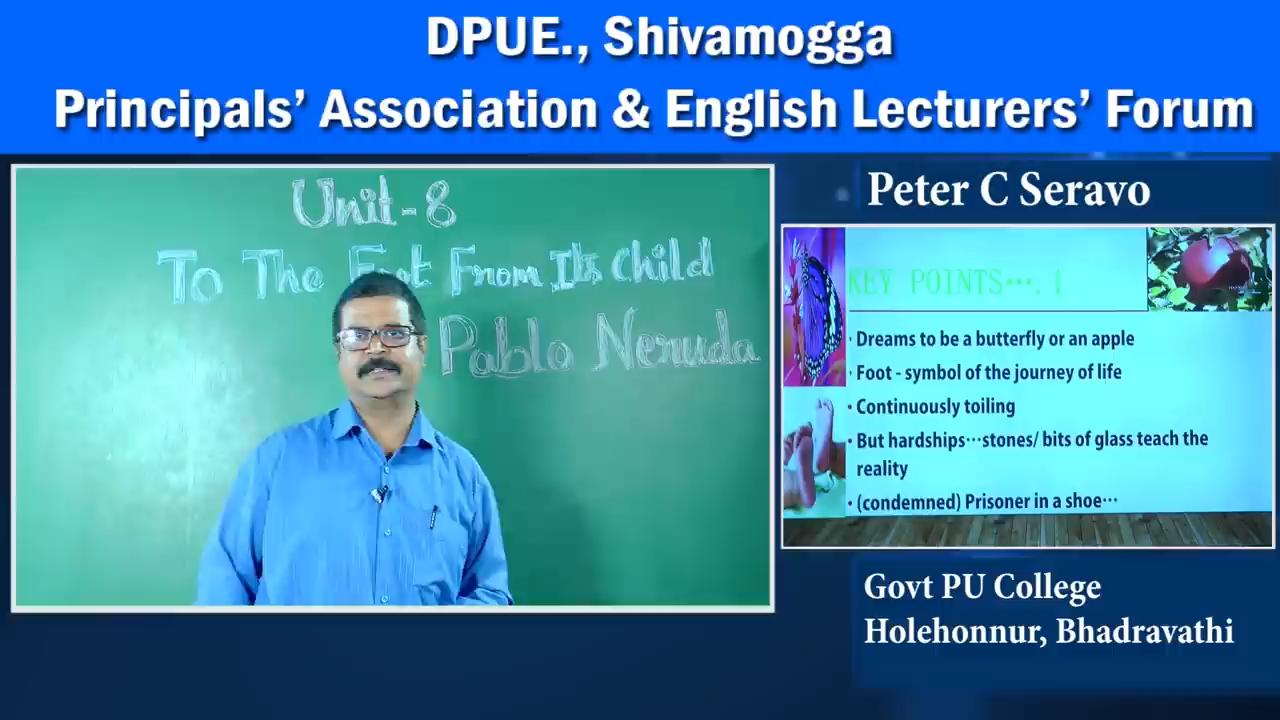 DPUE., Shivamogga
Principals’ Association & English Lecturers’ Forum
Unit-8
To The Foot From Its Child
Pablo Neruda
Peter C Seravo
KEY POINTS….1
· Dreams to be a butterfly or an apple
· Foot - symbol of the journey of life
• Continuously toiling
• But hardships…stones/ bits of glass teach the
reality
• (condemned) Prisoner in a shoe…
Govt PU College
Holehonnur, Bhadravathi